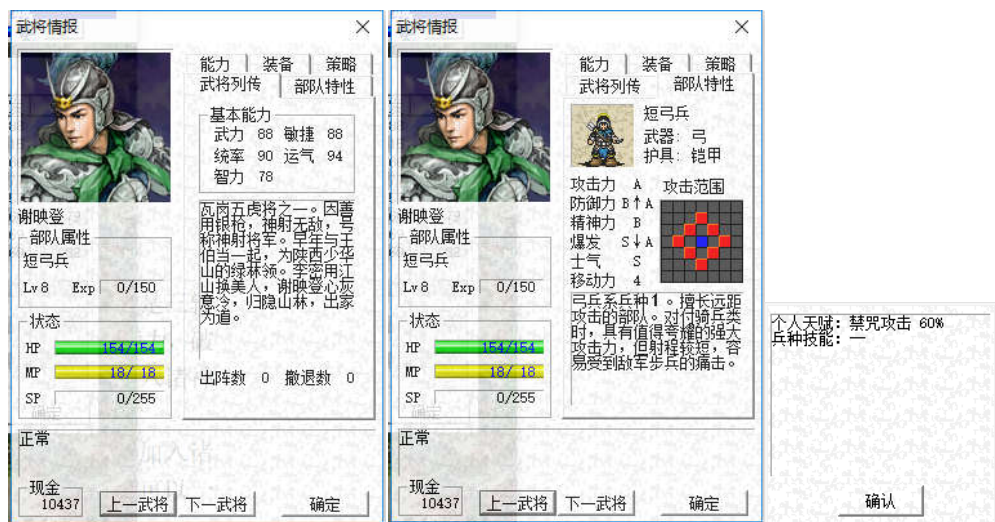 武将情报
能力 装备 策略
武将列传 部队特性
基本能力
武力 88 敏捷 88
统率 90 运气 94
智力 78
谢映登
部队属性
短弓兵
Lv 8 Exp 0/150
状态
HP 154/154
MP 18/ 18
SP 0/255
瓦岗五虎将之一。因善
用银枪，神射无敌，号
称神射将军。早年与王
伯当一起，为陕西少华
山的绿林领。李密用江
山换美人，谢映登心灰
意冷，归隐山林，出家
为道。
出阵数 0 撤退数 0
正常
现金
10437
上一武将 下一武将 确定
武将情报
能力 装备 策略
武将列传 部队特性
短弓兵
武器：弓
护具：铠甲
攻击力 A 攻击范围
防御力 B↑A
精神力 B
爆发 S↓A
士气 S
移动力 4
谢映登
部队属性
短弓兵
Lv 8 Exp 0/150
状态
HP 154/154
MP 18/ 18
SP 0/255
弓兵系兵种1。擅长远距
攻击的部队。对付骑兵类
时，具有值得夸耀的强大
攻击力，但射程较短，容
易受到敌军步兵的痛击。
正常
现金
10437
上一武将 下一武将 确定
个人天赋：禁咒攻击 60%
兵种技能：—
确认